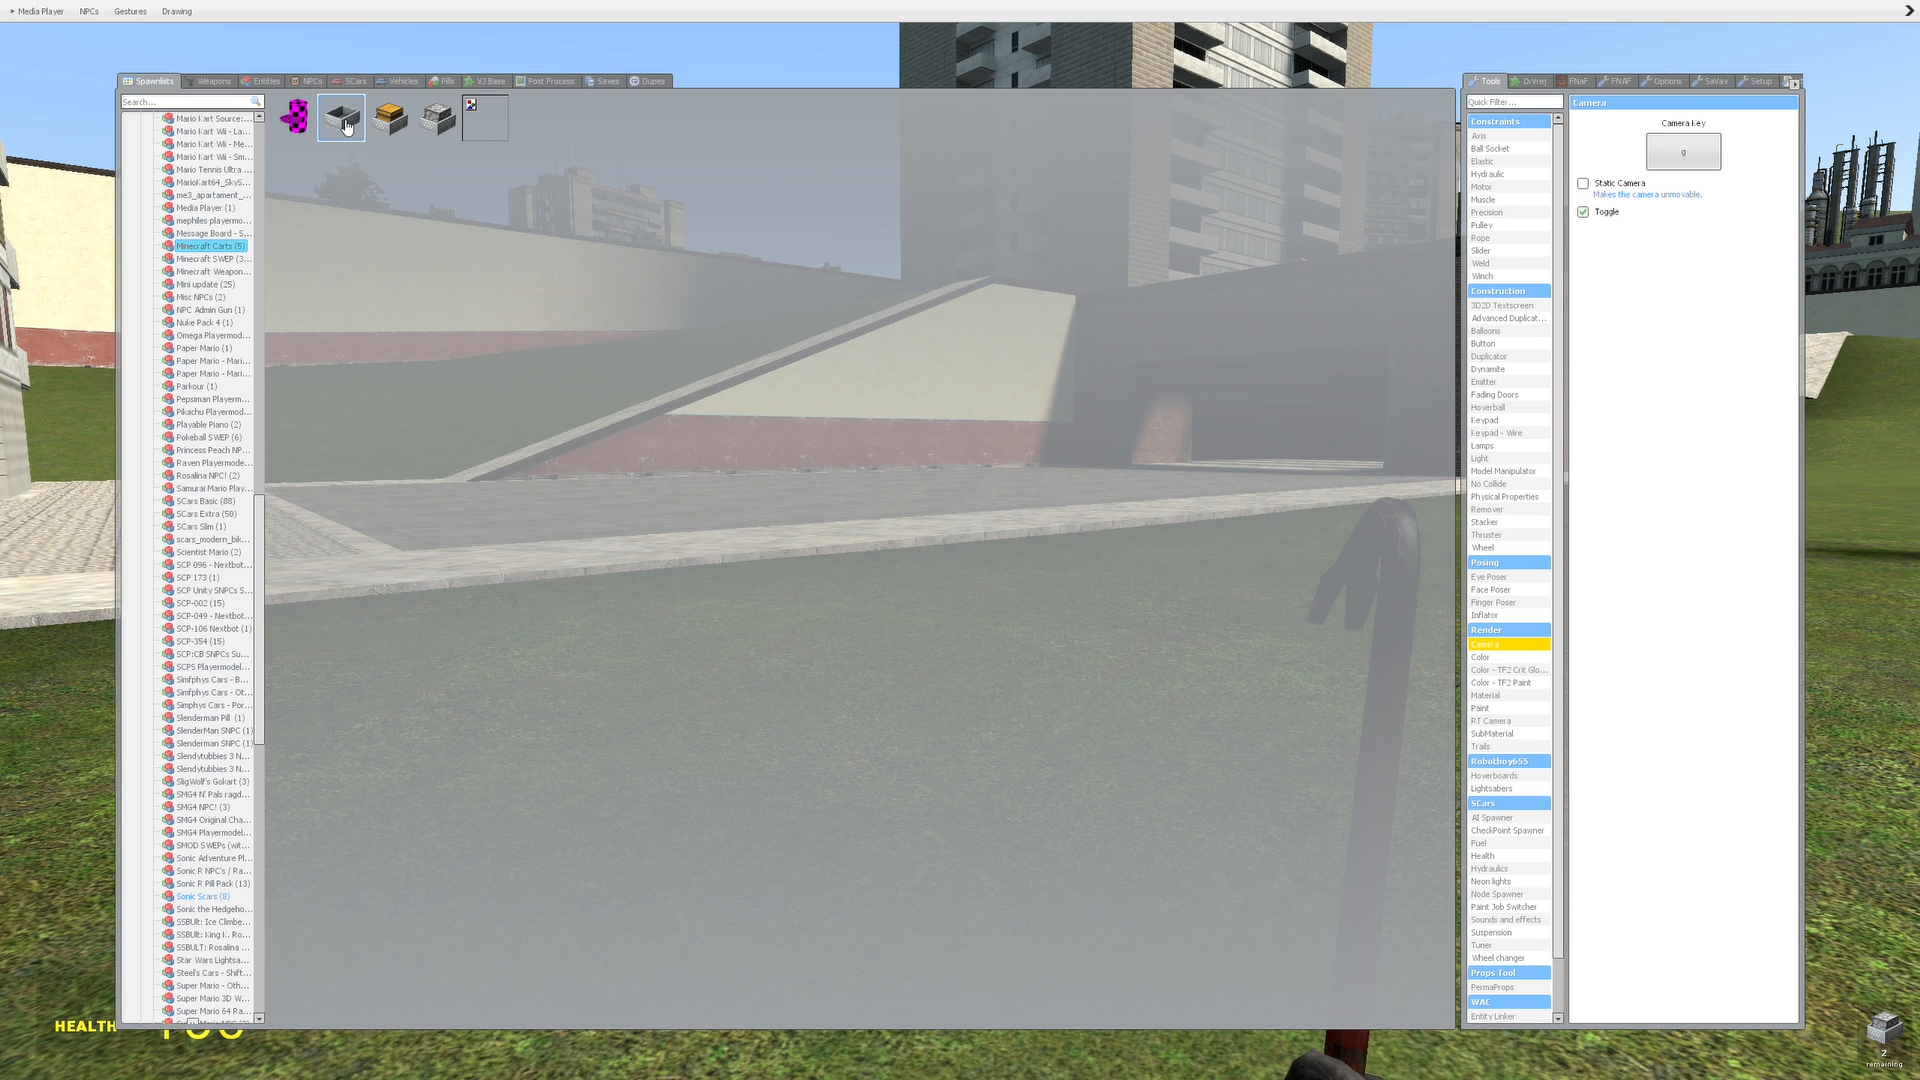 Media Player NPCs Gestures Drawing
Spawnlists Weapons Entities NPCs SCars Vehicles Pills VJ Base Post Process Saves Dupes
Search...
Mario Kart Source:...
Mario Kart Wii - La...
Mario Kart Wii - Me...
Mario Kart Wii - Sm...
Mario Tennis Ultra ...
MarioKart64_SkyS...
me3_apartament_...
Media Player (1)
mephiles playermo...
Message Board - S...
Minecraft Carts (5)
Minecraft SWEP (3...
Minecraft Weapon...
Mini update (25)
Misc NPCs (2)
NPC Admin Gun (1)
Nuke Pack 4 (1)
Omega Playermod...
Paper Mario (1)
Paper Mario - Mari...
Paper Mario - Mari...
Parkour (1)
Pepsiman Playerm...
Pikachu Playermod...
Playable Piano (2)
Pokeball SWEP (6)
Princess Peach NP...
Raven Playermode...
Rosalina NPC! (2)
Samurai Mario Play...
SCars Basic (88)
SCars Extra (50)
SCars Slim (1)
scars_modern_bik...
Scientist Mario (2)
SCP 096 - Nextbot...
SCP 173 (1)
SCP Unity SNPCs S...
SCP-002 (15)
SCP-049 - Nextbot...
SCP-106 Nextbot (1)
SCP-354 (15)
SCP:CB SNPCs Su...
SCPS Playermodel...
Simfphys Cars - B...
Simfphys Cars - Ot...
Simphys Cars - Por...
Slenderman Pill (1)
SlenderMan SNPC (1)
Slenderman SNPC (1)
Slendytubbies 3 N...
Slendytubbies 3 N...
SligWolf's Gokart (3)
SMG4 N' Pals ragd...
SMG4 NPC! (3)
SMG4 Original Cha...
SMG4 Playermodel...
SMOD SWEPs (wit...
Sonic Adventure Pl...
Sonic R NPC's / Ra...
Sonic R Pill Pack (13)
Sonic Scars (8)
Sonic the Hedgeho...
SSBUlt: Ice Climbe...
SSBUlt: King K. Ro...
SSBULT: Rosalina ...
Star Wars Lightsa...
Steel's Cars - Shift...
Super Mario - Oth...
Super Mario 3D W...
Super Mario 64 Ra...
HEALTH 100
Tools DrVrej FNaF FNAF Options SaVav Setup
Quick Filter...
Constraints
Axis
Ball Socket
Elastic
Hydraulic
Motor
Muscle
Precision
Pulley
Rope
Slider
Weld
Winch
Construction
3D2D Textscreen
Advanced Duplicat...
Balloons
Button
Duplicator
Dynamite
Emitter
Fading Doors
Hoverball
Keypad
Keypad - Wire
Lamps
Light
Model Manipulator
No Collide
Physical Properties
Remover
Stacker
Thruster
Wheel
Posing
Eye Poser
Face Poser
Finger Poser
Inflator
Render
Camera
Color
Color - TF2 Crit Glo...
Color - TF2 Paint
Material
Paint
RT Camera
SubMaterial
Trails
Robotboy655
Hoverboards
Lightsabers
SCars
AI Spawner
CheckPoint Spawner
Fuel
Health
Hydraulics
Neon lights
Node Spawner
Paint Job Switcher
Sounds and effects
Suspension
Tuner
Wheel changer
Props Tool
PermaProps
WAC
Entity Linker
Camera
Camera Key
g
Static Camera
Makes the camera unmovable.
Toggle
2
remaining